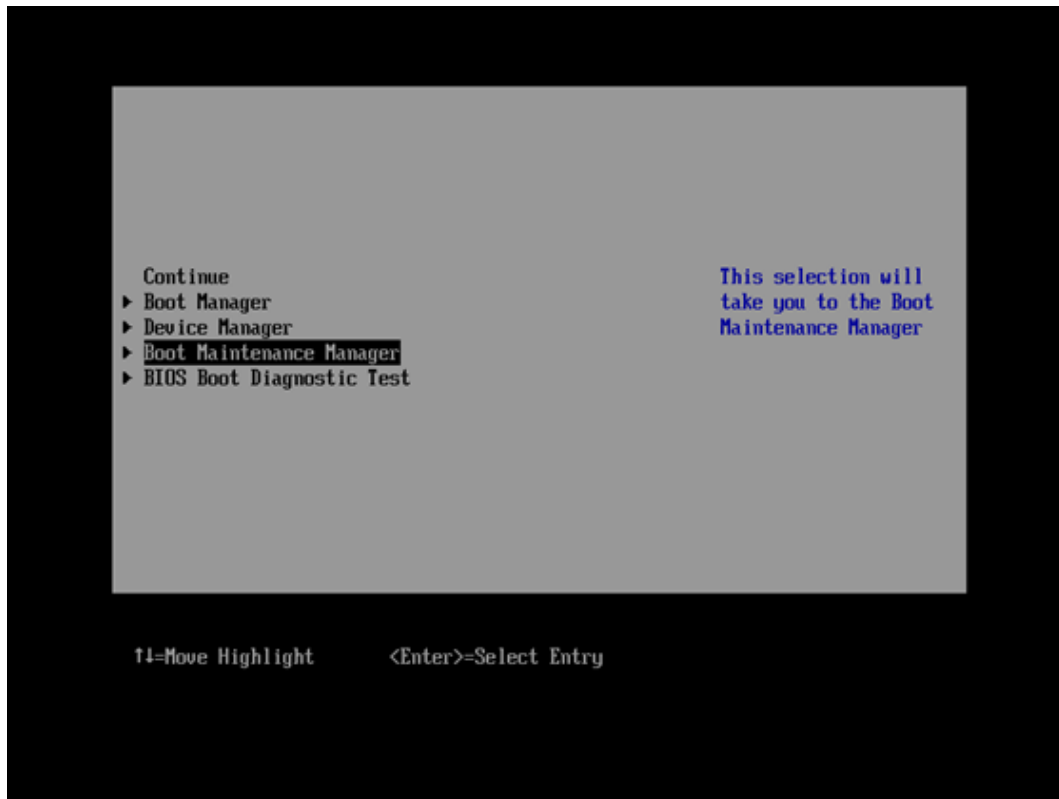 Continue
▶ Boot Manager
▶ Device Manager
▶ Boot Maintenance Manager
▶ BIOS Boot Diagnostic Test
This selection will
take you to the Boot
Maintenance Manager
↑↓=Move Highlight <Enter>=Select Entry